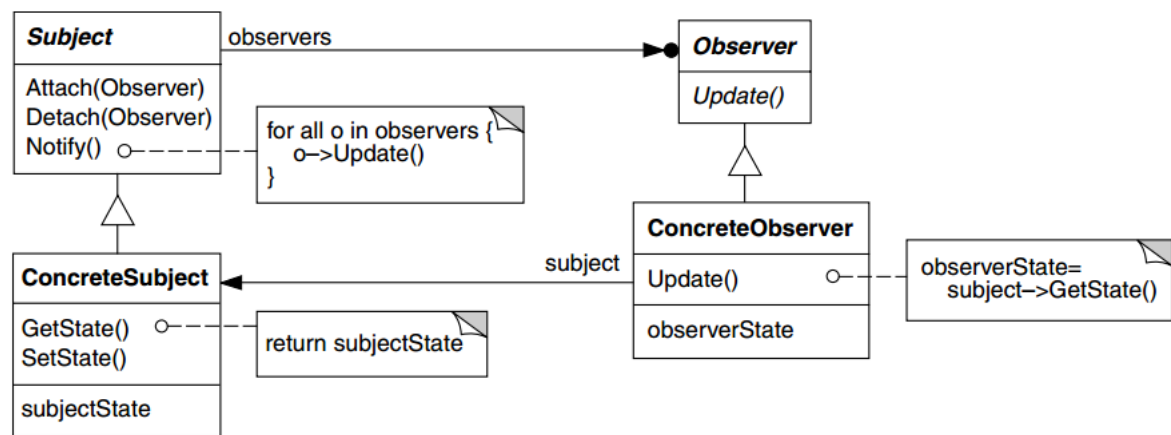 Subject
observers
Observer
Attach(Observer)
Detach(Observer)
Notify()
for all o in observers {
o–>Update()
}
Update()
ConcreteSubject
GetState()
SetState()
subjectState
return subjectState
subject
ConcreteObserver
Update()
observerState
observerState=
subject–>GetState()